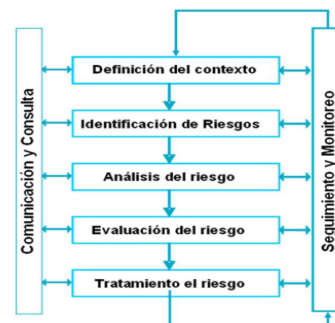 Definición del contexto
Identificación de Riesgos
Análisis del riesgo
Evaluación del riesgo
Tratamiento el riesgo
Comunicación y Consulta
Seguimiento y Monitoreo